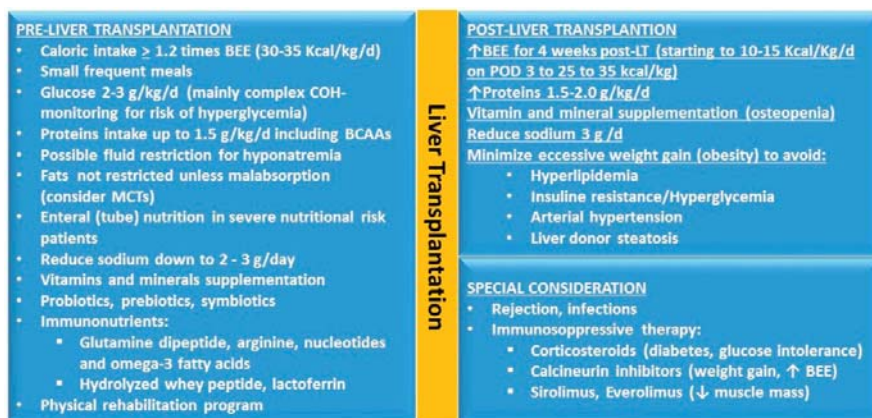 PRE-LIVER TRANSPLANTATION
• Caloric intake ≥ 1.2 times BEE (30-35 Kcal/kg/d)
• Small frequent meals
• Glucose 2-3 g/kg/d (mainly complex COH-
monitoring for risk of hyperglycemia)
• Proteins intake up to 1.5 g/kg/d including BCAAs
• Possible fluid restriction for hyponatremia
• Fats not restricted unless malabsorption
(consider MCTs)
• Enteral (tube) nutrition in severe nutritional risk
patients
• Reduce sodium down to 2 - 3 g/day
• Vitamins and minerals supplementation
• Probiotics, prebiotics, symbiotics
• Immunonutrients:
▪ Glutamine dipeptide, arginine, nucleotides
and omega-3 fatty acids
▪ Hydrolyzed whey peptide, lactoferrin
• Physical rehabilitation program
Liver Transplantation
POST-LIVER TRANSPLANTION
↑BEE for 4 weeks post-LT (starting to 10-15 Kcal/Kg/d
on POD 3 to 25 to 35 kcal/kg)
↑Proteins 1.5-2.0 g/kg/d
Vitamin and mineral supplementation (osteopenia)
Reduce sodium 3 g /d
Minimize eccessive weight gain (obesity) to avoid:
• Hyperlipidemia
• Insuline resistance/Hyperglycemia
• Arterial hypertension
• Liver donor steatosis
SPECIAL CONSIDERATION
• Rejection, infections
• Immunosoppressive therapy:
▪ Corticosteroids (diabetes, glucose intolerance)
▪ Calcineurin inhibitors (weight gain, ↑ BEE)
▪ Sirolimus, Everolimus (↓ muscle mass)